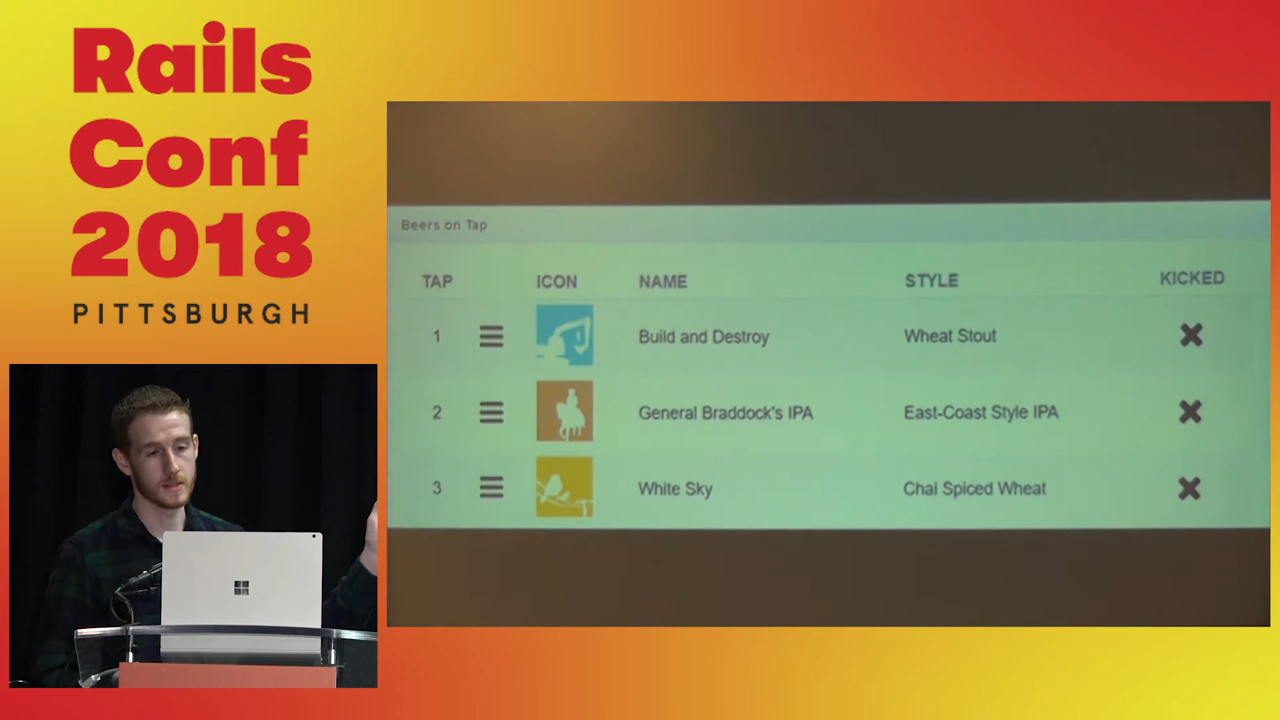 Rails
Conf
2018
PITTSBURGH
Beers on Tap
TAP ICON NAME STYLE KICKED
1 Build and Destroy Wheat Stout
2 General Braddock's IPA East-Coast Style IPA
3 White Sky Chai Spiced Wheat